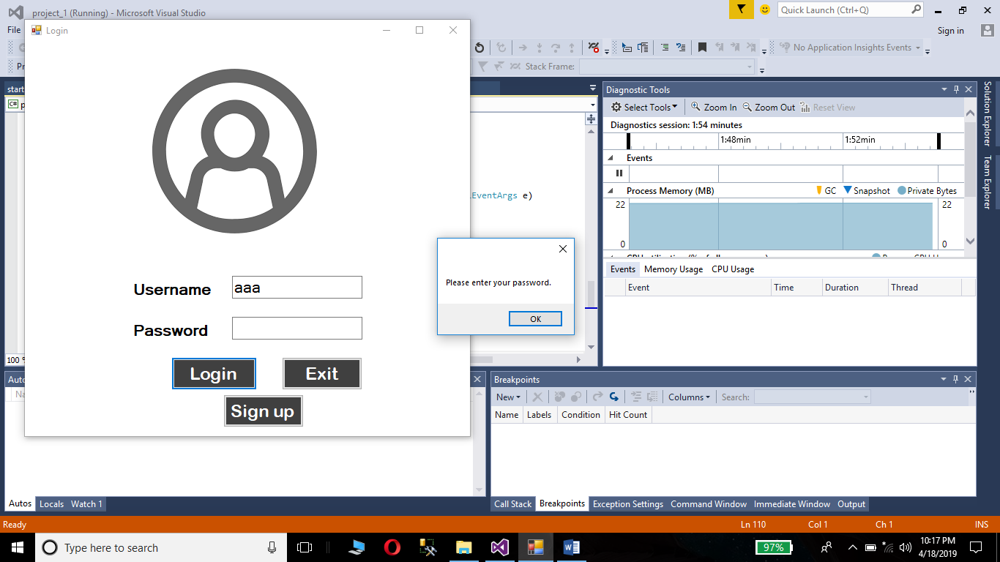 project_1 (Running) - Microsoft Visual Studio
Quick Launch (Ctrl+Q)
File
Sign in
Login
No Application Insights Events
Stack Frame:
start
C#
Diagnostic Tools
Select Tools
Zoom In
Zoom Out
Reset View
Diagnostics session: 1:54 minutes
1:48min
1:52min
Events
EventArgs e)
Process Memory (MB)
GC
Snapshot
Private Bytes
22
22
0
0
Events
Memory Usage
CPU Usage
Event
Time
Duration
Thread
Solution Explorer
Team Explorer
Please enter your password.
OK
Username
aaa
Password
Login
Exit
Sign up
100 %
Breakpoints
New
Columns
Search:
Name
Labels
Condition
Hit Count
Autos
Locals
Watch 1
Call Stack
Breakpoints
Exception Settings
Command Window
Immediate Window
Output
Ready
Ln 110
Col 1
Ch 1
INS
Type here to search
97%
10:17 PM
4/18/2019